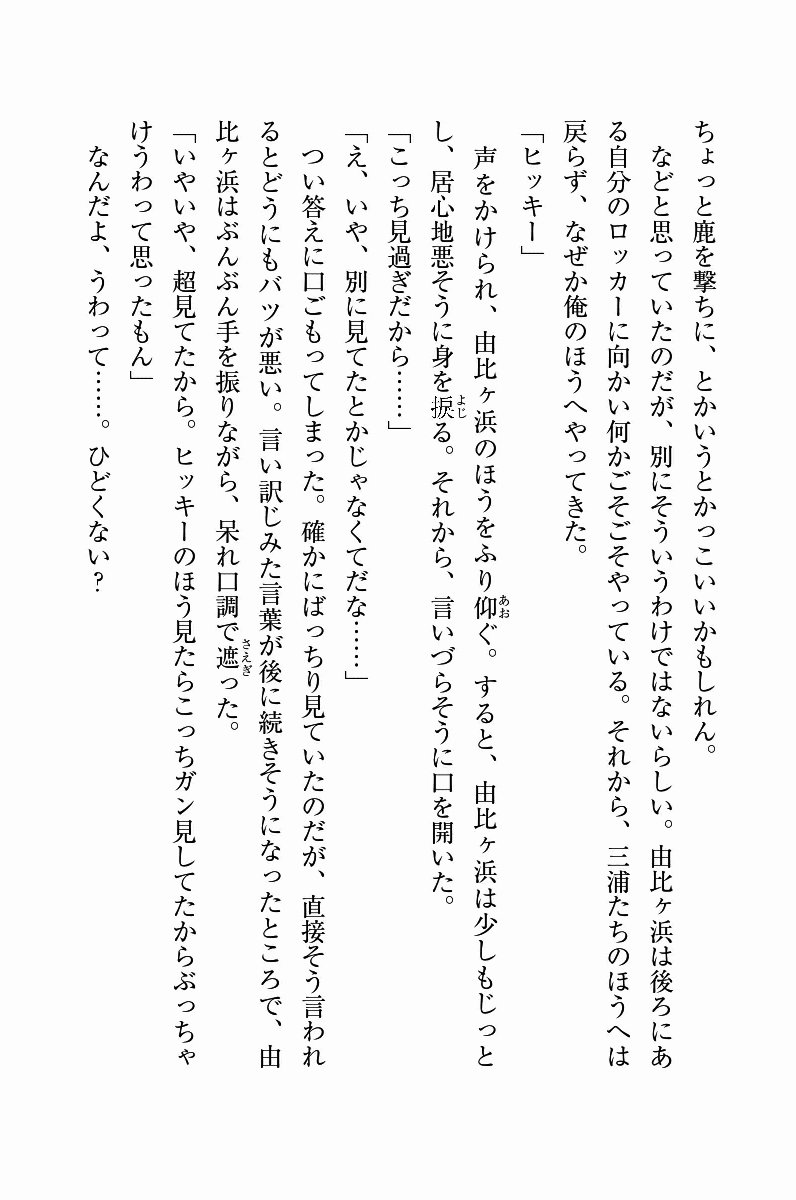 ちょっと鹿を撃ちに、とかいうとかっこいいかもしれん。
　などと思っていたのだが、別にそういうわけではないらしい。由比ヶ浜は後ろにあ
る自分のロッカーに向かい何かごそごそやっている。それから、三浦たちのほうへは
戻らず、なぜか俺のほうへやってきた。
「ヒッキー」
　声をかけられ、由比ヶ浜のほうをふり仰ぐ。すると、由比ヶ浜は少しもじっと
し、居心地悪そうに身を捩る。それから、言いづらそうに口を開いた。
「こっち見過ぎだから……」
「え、いや、別に見てたとかじゃなくてだな……」
　つい答えに口ごもってしまった。確かにばっちり見ていたのだが、直接そう言われ
るとどうにもバツが悪い。言い訳じみた言葉が後に続きそうになったところで、由
比ヶ浜はぶんぶん手を振りながら、呆れ口調で遮った。
「いやいや、超見てたから。ヒッキーのほう見たらこっちガン見してたからぶっちゃ
けうわって思ったもん」
　なんだよ、うわって……。ひどくない？